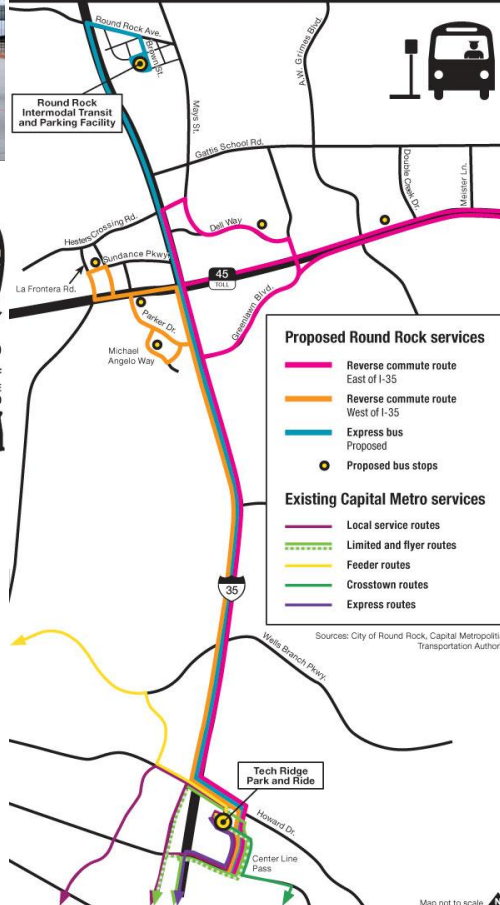 Round Rock Ave.
Brown St.
A.W. Grimes Blvd.
Round Rock
Intermodal Transit
and Parking Facility
Mays St.
Gattis School Rd.
Double Creek Dr.
Meister Ln.
Hesters Crossing Rd.
Dell Way
Sundance Pkwy.
La Frontera Rd.
45
TOLL
Parker Dr.
Greenlawn Blvd.
Michael
Angelo Way
Proposed Round Rock services
Reverse commute route
East of I-35
Reverse commute route
West of I-35
Express bus
Proposed
Proposed bus stops
Existing Capital Metro services
Local service routes
Limited and flyer routes
Feeder routes
Crosstown routes
Express routes
35
Sources: City of Round Rock, Capital Metropolit
Transportation Author
Wells Branch Pkwy.
Tech Ridge
Park and Ride
Howard Dr.
Center Line
Pass
Map not to scale